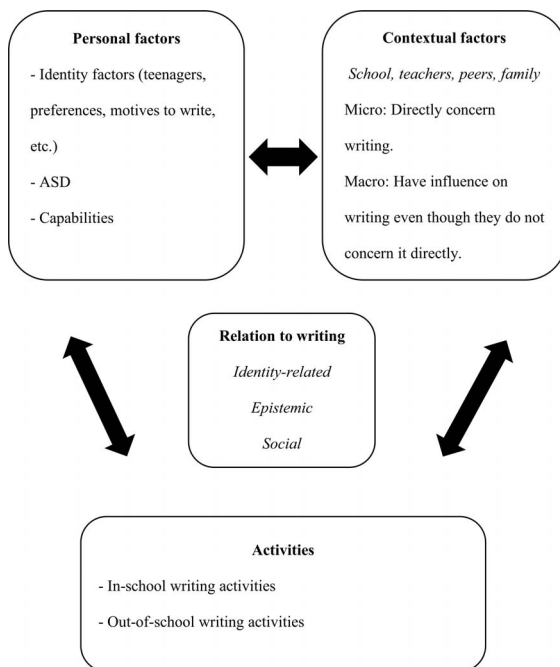 Personal factors
- Identity factors (teenagers,
preferences, motives to write,
etc.)
- ASD
- Capabilities
Contextual factors
School, teachers, peers, family
Micro: Directly concern
writing.
Macro: Have influence on
writing even though they do not
concern it directly.
Relation to writing
Identity-related
Epistemic
Social
Activities
- In-school writing activities
- Out-of-school writing activities